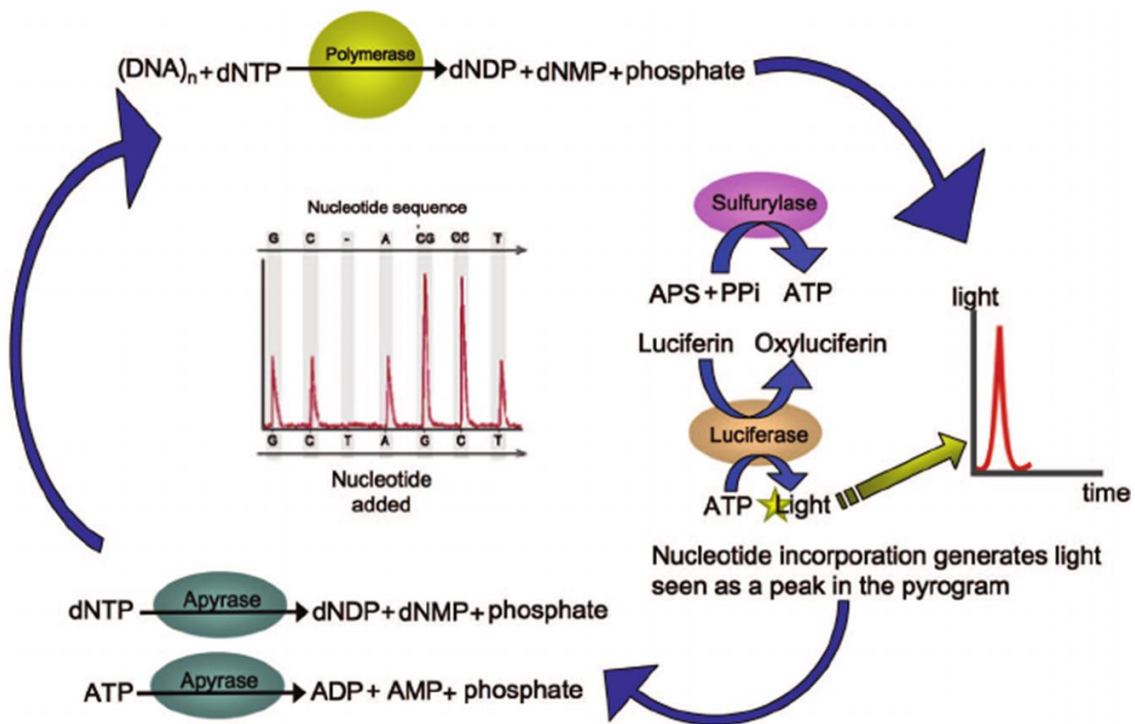 Polymerase
(DNA)n + dNTP dNDP + dNMP + phosphate
Nucleotide sequence
G C - A CG CC T
G C T A G C T
Nucleotide
added
Sulfurylase
APS + PPi ATP
Luciferin Oxyluciferin
Luciferase
ATP Light
light
time
Nucleotide incorporation generates light
seen as a peak in the pyrogram
dNTP Apyrase dNDP + dNMP + phosphate
ATP Apyrase ADP + AMP + phosphate